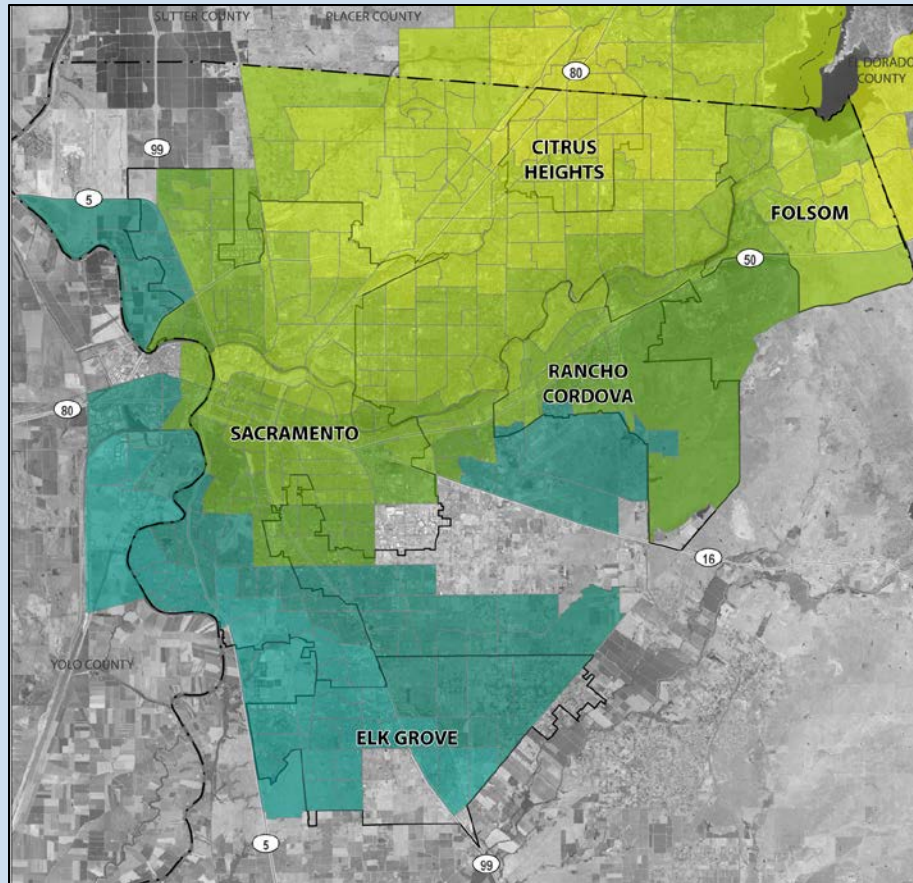 SUTTER COUNTY
PLACER COUNTY
80
EL DORADO
COUNTY
99
CITRUS
HEIGHTS
5
FOLSOM
50
RANCHO
CORDOVA
80
SACRAMENTO
16
YOLO COUNTY
ELK GROVE
5
99